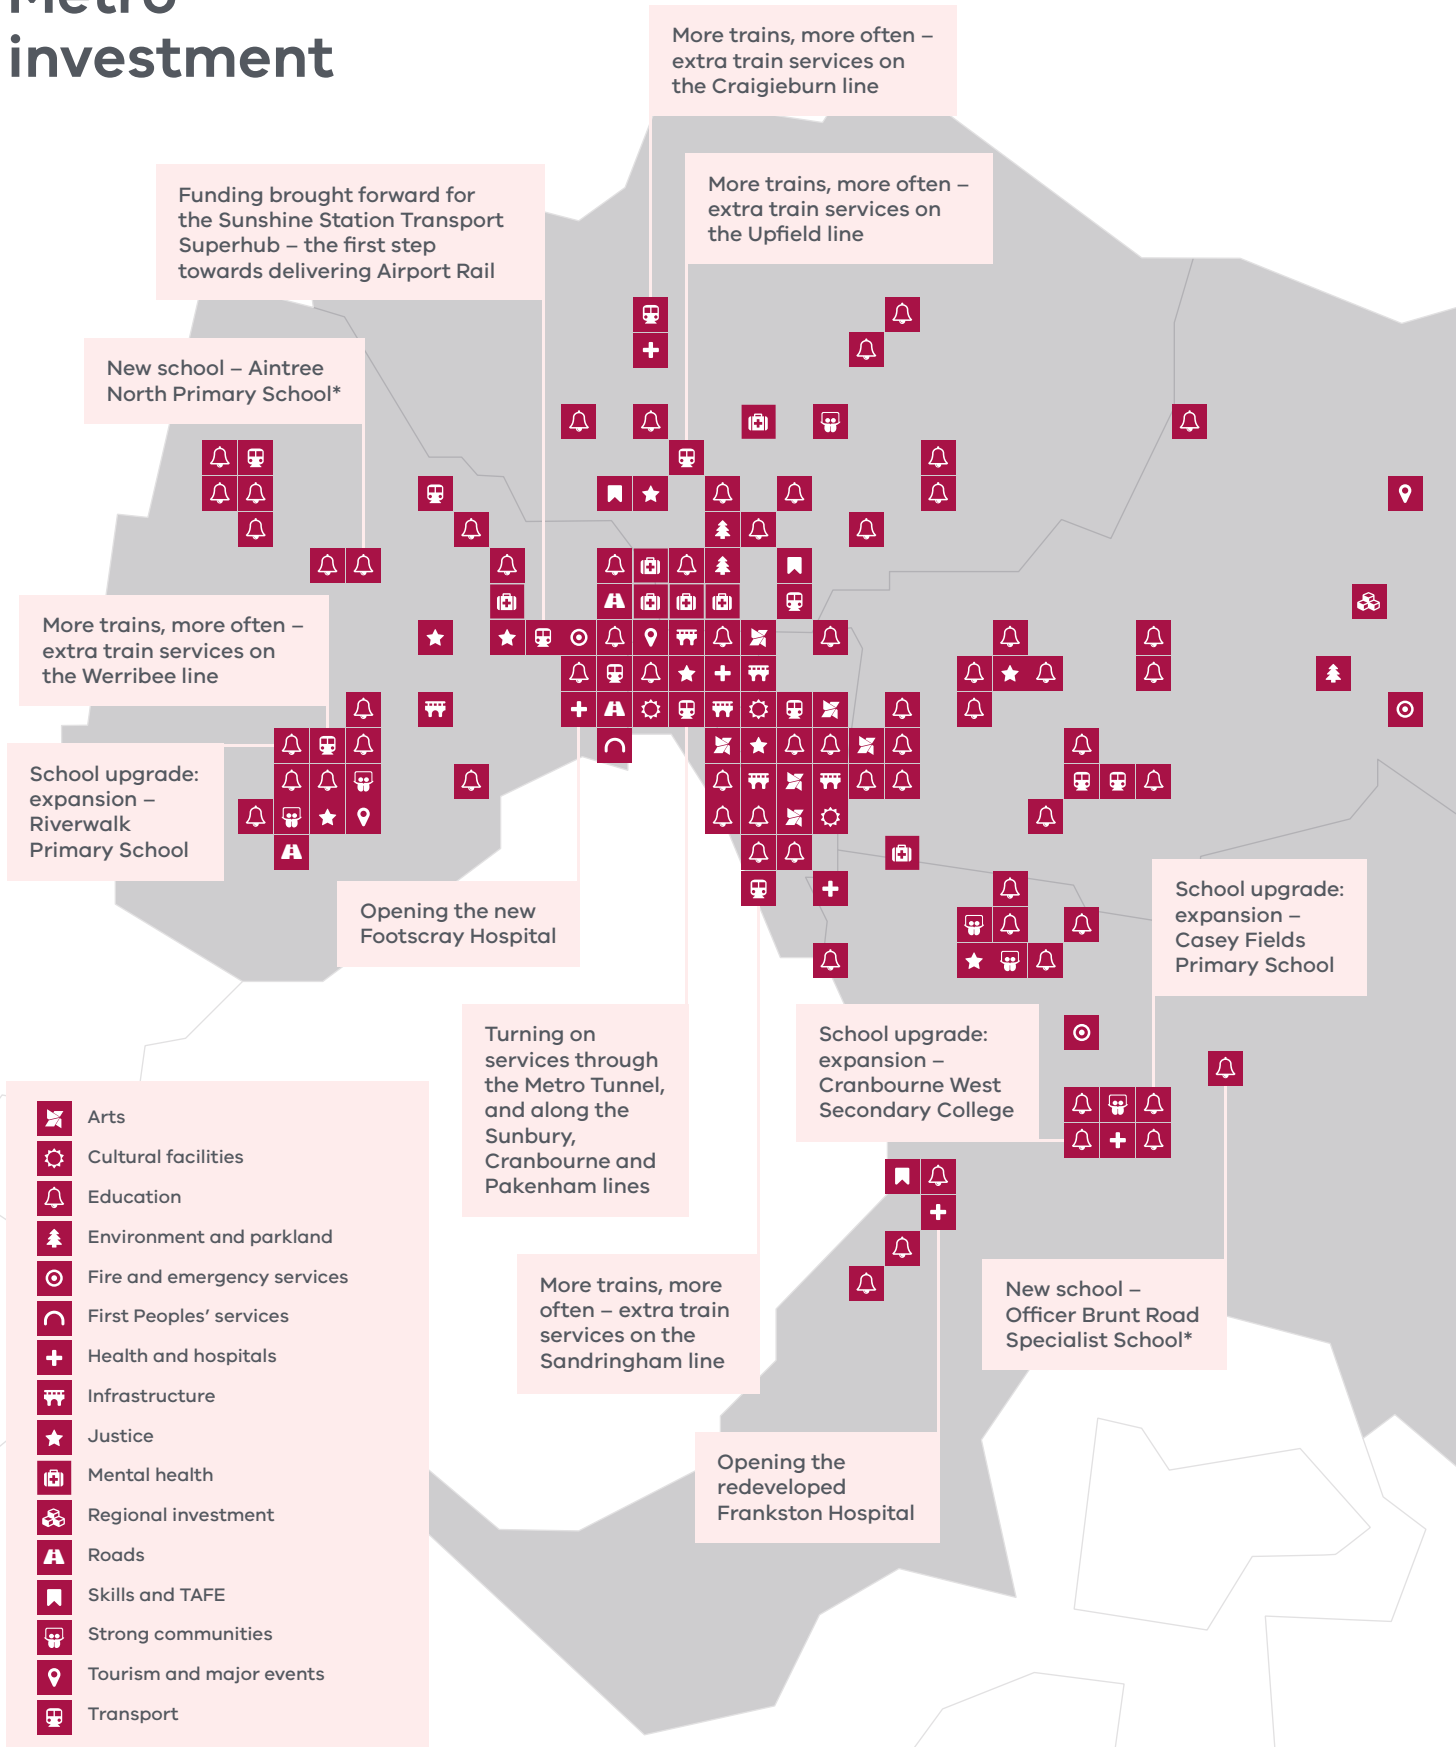 Metro
investment
More trains, more often –
extra train services on
the Craigieburn line
More trains, more often –
extra train services on
the Upfield line
Funding brought forward for
the Sunshine Station Transport
Superhub – the first step
towards delivering Airport Rail
New school – Aintree
North Primary School*
More trains, more often –
extra train services on
the Werribee line
School upgrade:
expansion –
Riverwalk
Primary School
Opening the new
Footscray Hospital
School upgrade:
expansion –
Casey Fields
Primary School
Turning on
services through
the Metro Tunnel,
and along the
Sunbury,
Cranbourne and
Pakenham lines
School upgrade:
expansion –
Cranbourne West
Secondary College
More trains, more
often – extra train
services on the
Sandringham line
New school –
Officer Brunt Road
Specialist School*
Opening the
redeveloped
Frankston Hospital
Arts
Cultural facilities
Education
Environment and parkland
Fire and emergency services
First Peoples’ services
Health and hospitals
Infrastructure
Justice
Mental health
Regional investment
Roads
Skills and TAFE
Strong communities
Tourism and major events
Transport